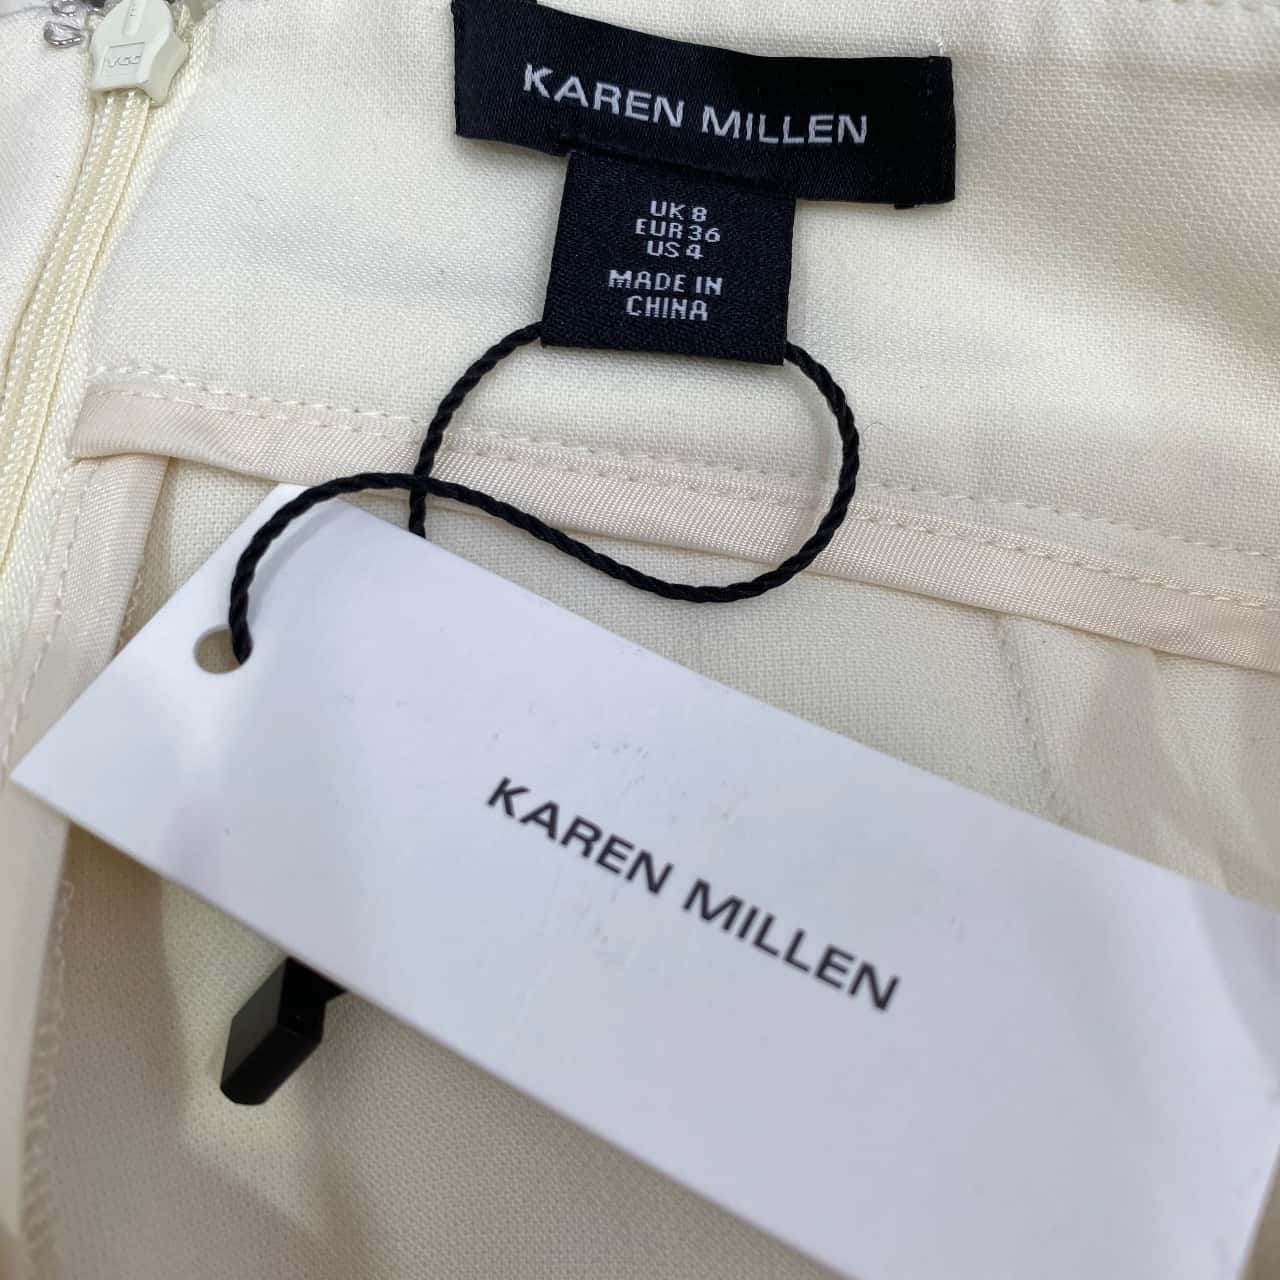 KAREN MILLEN
UK 8
EUR 36
US 4
MADE IN
CHINA
KAREN MILLEN